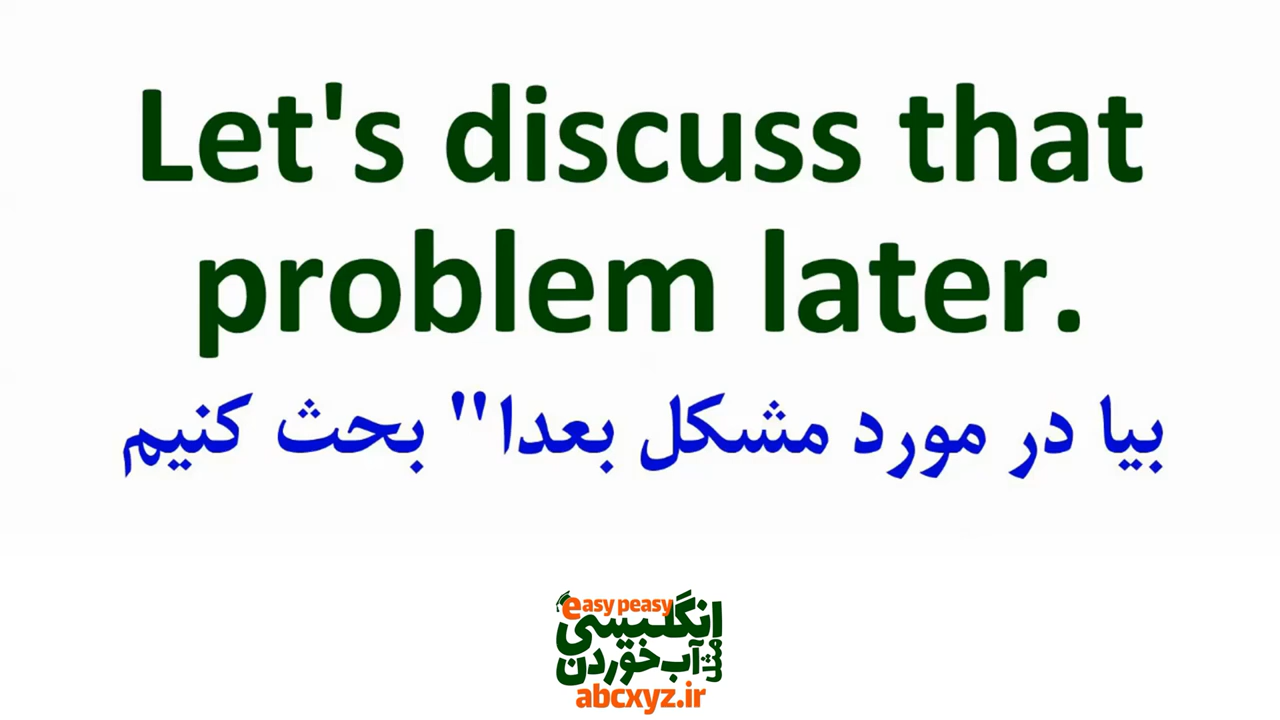 Let's discuss that
problem later.
بیا در مورد مشکل بعدا" بحث کنیم
easy peasy
انگلیسی
مثل آب خوردن
abcxyz.ir